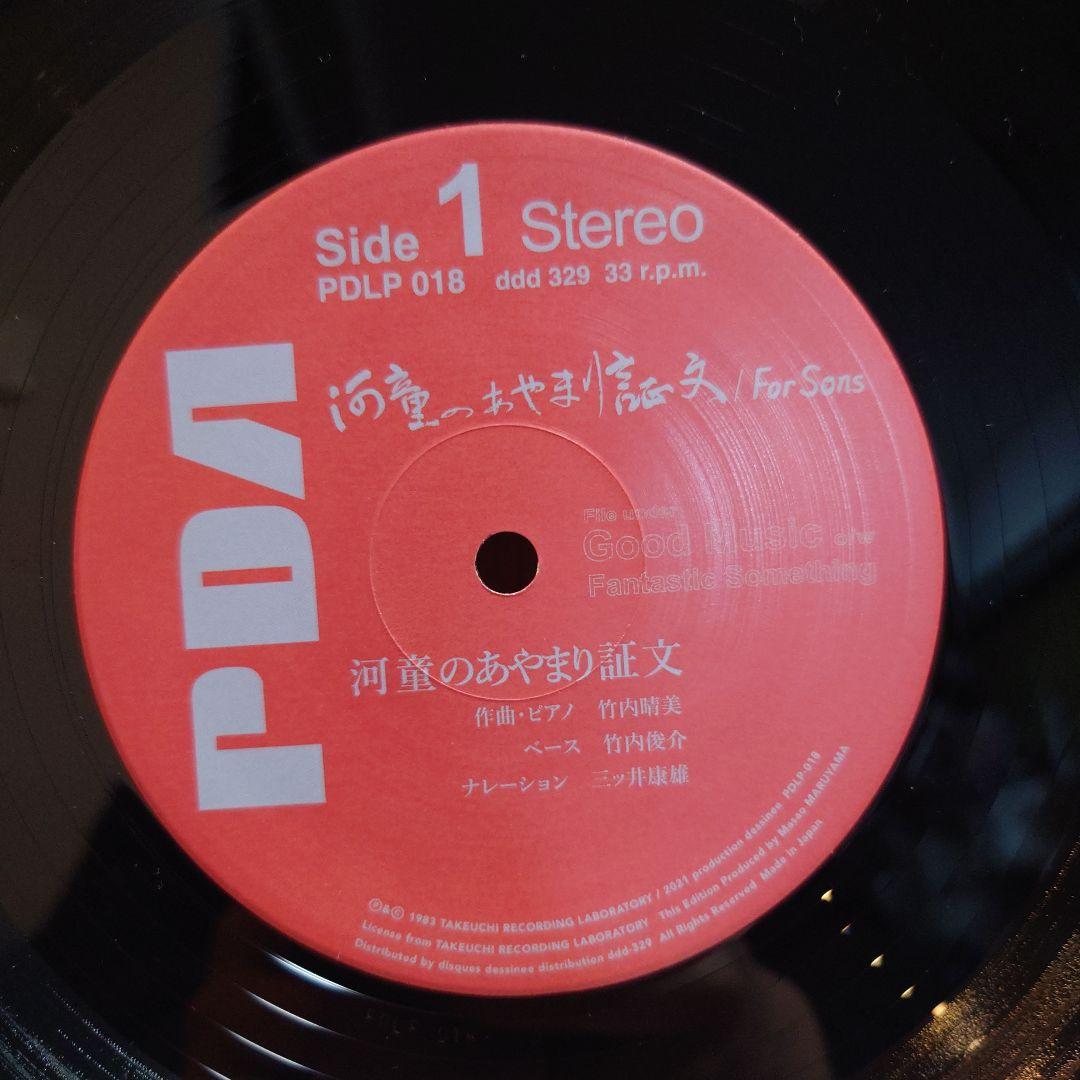 Side 1 Stereo
PDLP 018 ddd 329 33 r.p.m.
河童のあやまり証文 / For Sons
PDA
File under
Good Music c/w
Fantastic Something
河童のあやまり証文
作曲・ピアノ 竹内晴美
ベース 竹内俊介
ナレーション 三ッ井康雄
℗&© 1983 TAKEUCHI RECORDING LABORATORY / 2021 production dessinee PDLP-018
License from TAKEUCHI RECORDING LABORATORY This Edition Produced by Masao MARUYAMA
Distributed by disques dessinee distribution ddd-329 All Rights Reserved Made in Japan